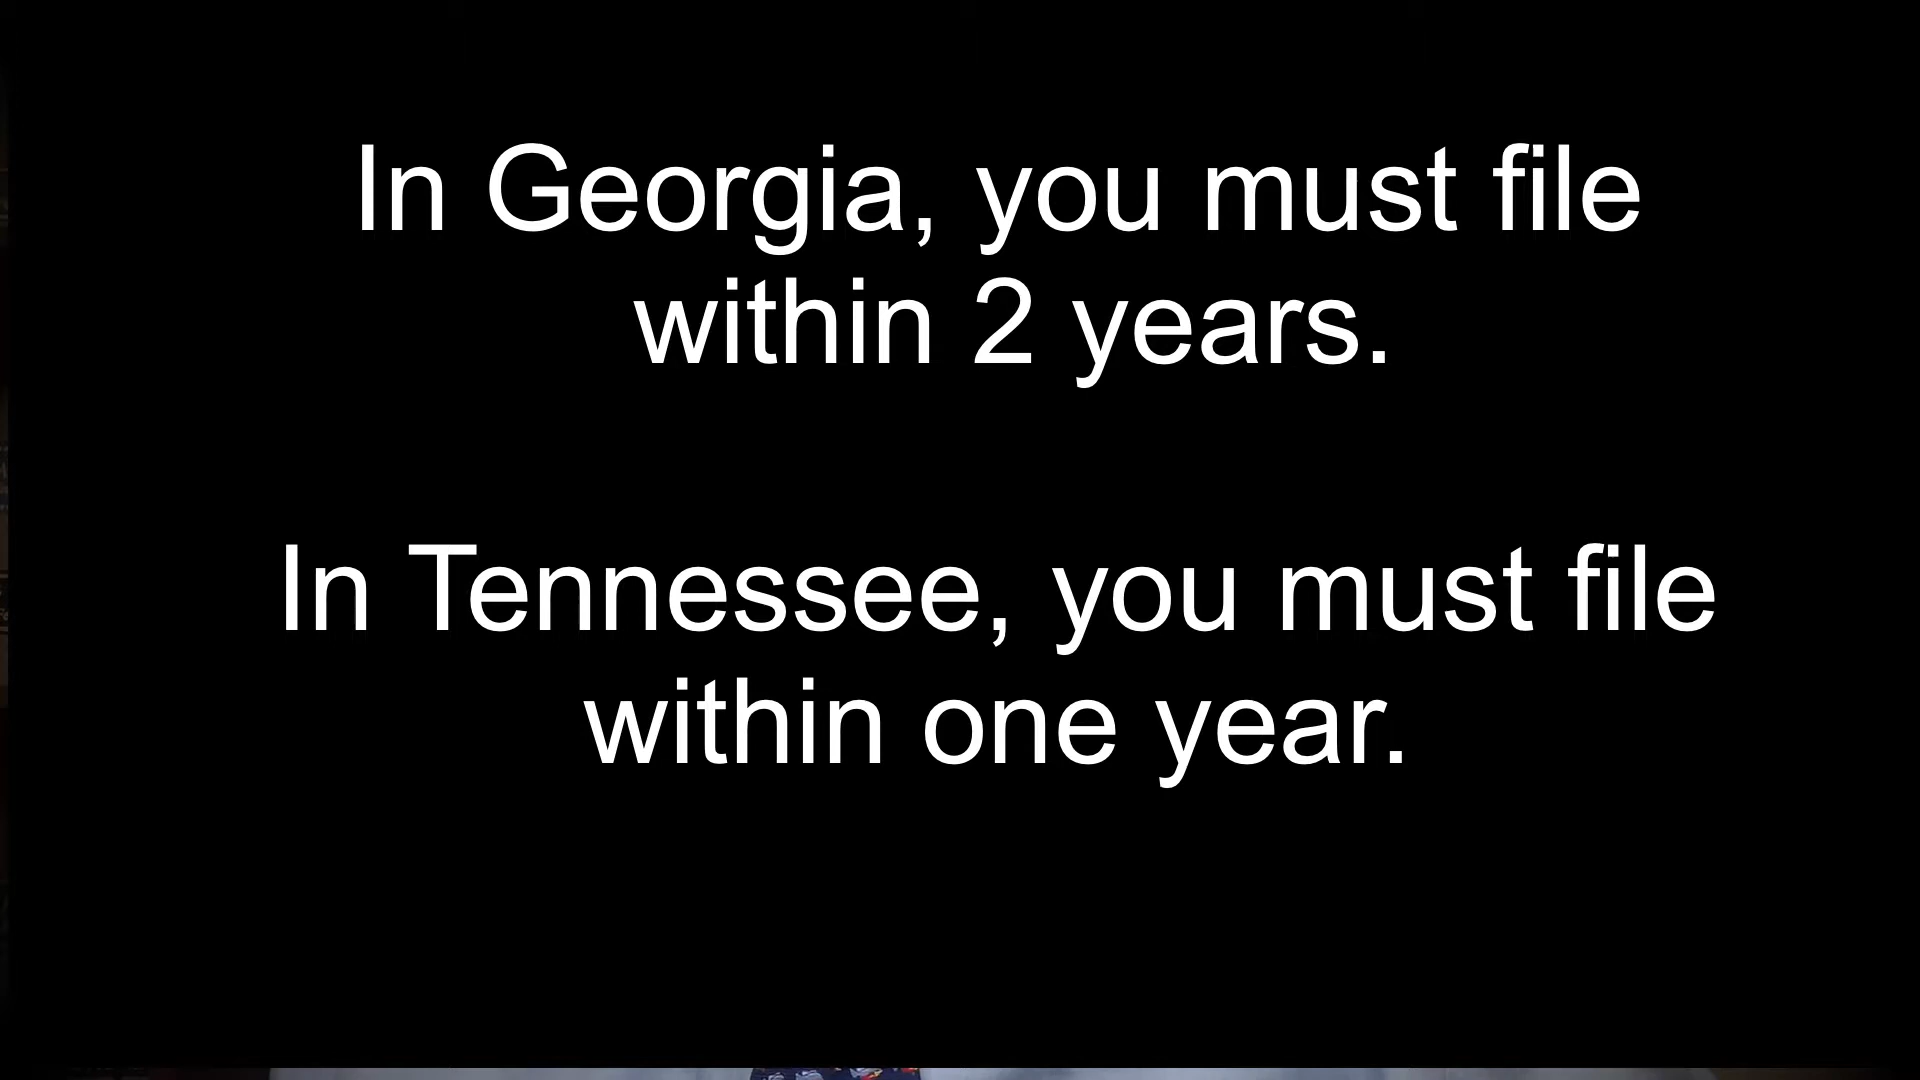 In Georgia, you must file
within 2 years.
In Tennessee, you must file
within one year.